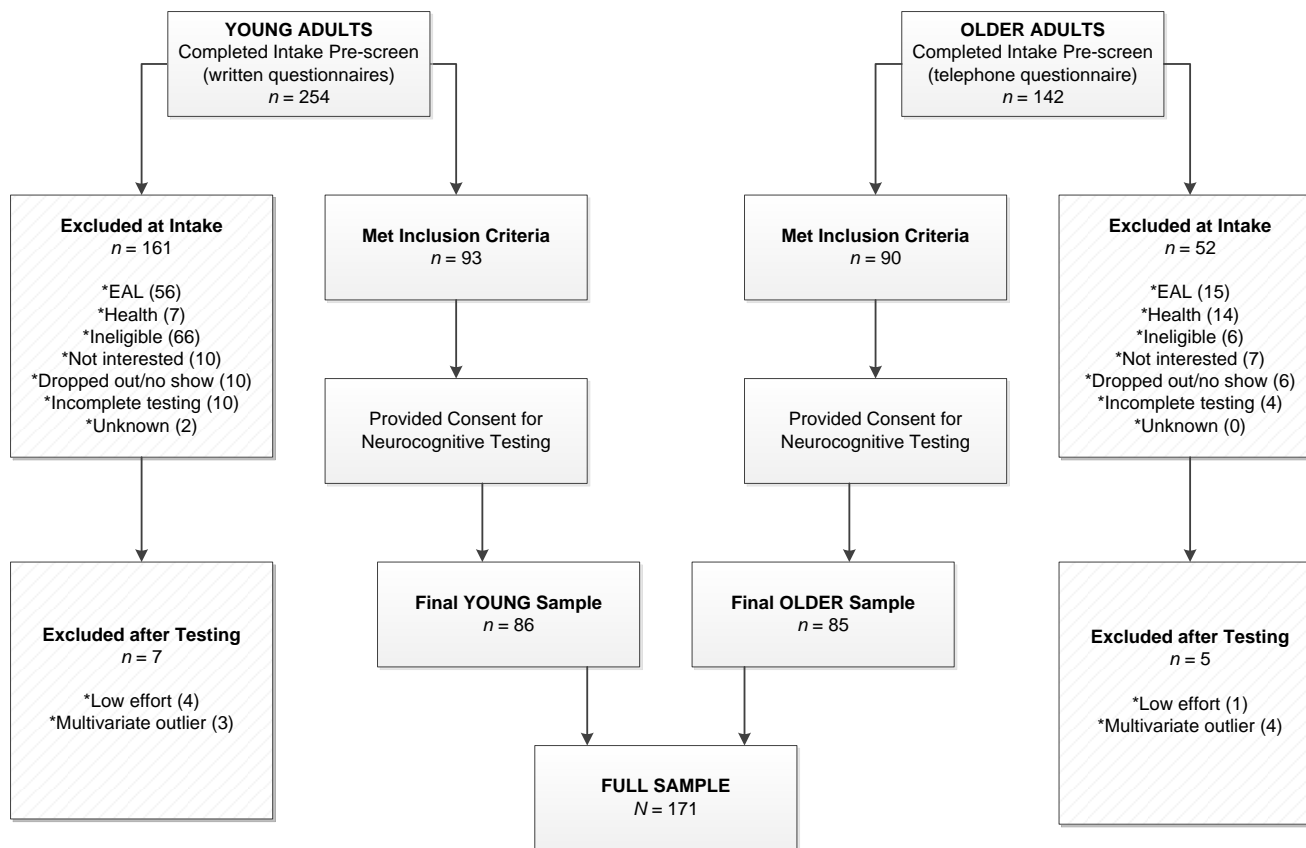 YOUNG ADULTS
Completed Intake Pre-screen
(written questionnaires)
n = 254
OLDER ADULTS
Completed Intake Pre-screen
(telephone questionnaire)
n = 142
Excluded at Intake
n = 161
*EAL (56)
*Health (7)
*Ineligible (66)
*Not interested (10)
*Dropped out/no show (10)
*Incomplete testing (10)
*Unknown (2)
Met Inclusion Criteria
n = 93
Met Inclusion Criteria
n = 90
Excluded at Intake
n = 52
*EAL (15)
*Health (14)
*Ineligible (6)
*Not interested (7)
*Dropped out/no show (6)
*Incomplete testing (4)
*Unknown (0)
Provided Consent for
Neurocognitive Testing
Provided Consent for
Neurocognitive Testing
Excluded after Testing
n = 7
*Low effort (4)
*Multivariate outlier (3)
Final YOUNG Sample
n = 86
Final OLDER Sample
n = 85
Excluded after Testing
n = 5
*Low effort (1)
*Multivariate outlier (4)
FULL SAMPLE
N = 171